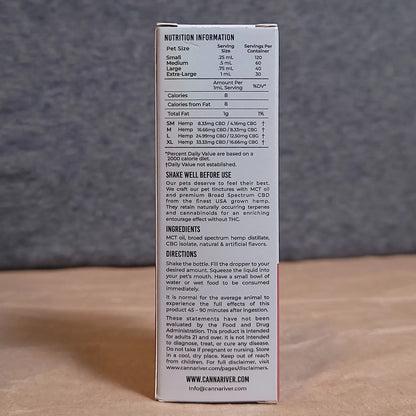 NUTRITION INFORMATION
Pet Size Serving Size Servings Per Container
Small .25 mL 120
Medium .5 mL 60
Large .75 mL 40
Extra-Large 1 mL 30
Amount Per 1mL Serving %DV*
Calories 8
Calories from Fat 8
Total Fat 1g 1%
SM Hemp 8.33mg CBD / 4.16mg CBG †
M Hemp 16.66mg CBD / 8.33mg CBG †
L Hemp 24.99mg CBD / 12.50mg CBG †
XL Hemp 33.33mg CBD / 16.66mg CBG †
*Percent Daily Value are based on a
2000 calorie diet.
†Daily Value not established.
SHAKE WELL BEFORE USE
Our pets deserve to feel their best.
We craft our pet tinctures with MCT oil
and premium Broad Spectrum CBD
from the finest USA grown hemp.
They retain naturally occurring terpenes
and cannabinoids for an enriching
entourage effect without THC.
INGREDIENTS
MCT oil, broad spectrum hemp distillate,
CBG isolate, natural & artificial flavors.
DIRECTIONS
Shake the bottle. Fill the dropper to your
desired amount. Squeeze the liquid into
your pet's mouth. Have a small bowl of
water or wet food to be consumed
immediately.
It is normal for the average animal to
experience the full effects of this
product 45 - 90 minutes after ingestion.
These statements have not been
evaluated by the Food and Drug
Administration. This product is intended
for adults 21 and over. It is not intended
to diagnose, treat, or cure any disease.
Do not take if pregnant or nursing. Store
in a cool, dry place. Keep out of reach
from children. For full disclaimer, visit
www.cannariver.com/pages/disclaimers.
WWW.CANNARIVER.COM